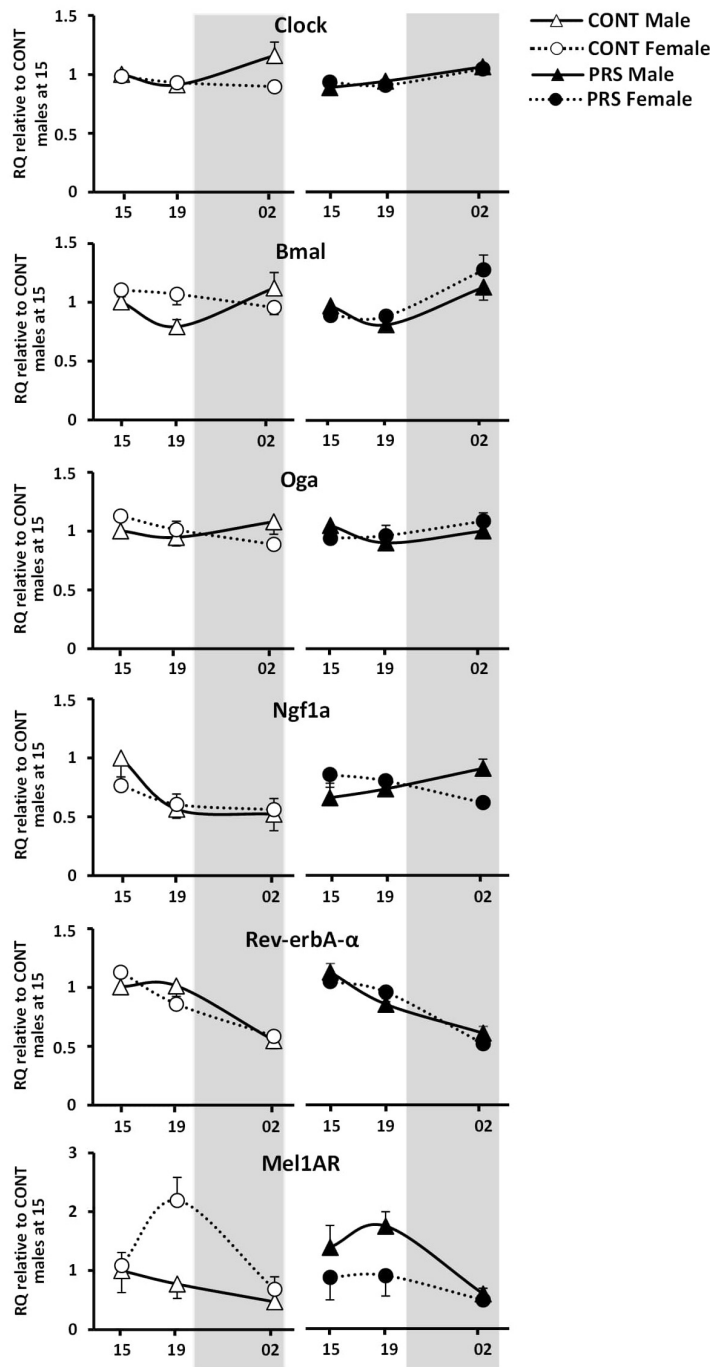 CONT Male
CONT Female
PRS Male
PRS Female
Clock
RQ relative to CONT
males at 15
1.5
1
0.5
0
15 19 02 15 19 02
Bmal
RQ relative to CONT
males at 15
1.5
1
0.5
0
15 19 02 15 19 02
Oga
RQ relative to CONT
males at 15
1.5
1
0.5
0
15 19 02 15 19 02
Ngf1a
RQ relative to CONT
males at 15
1.5
1
0.5
0
15 19 02 15 19 02
Rev-erbA-α
RQ relative to CONT
males at 15
1.5
1
0.5
0
15 19 02 15 19 02
Mel1AR
RQ relative to CONT
males at 15
3
2
1
0
15 19 02 15 19 02